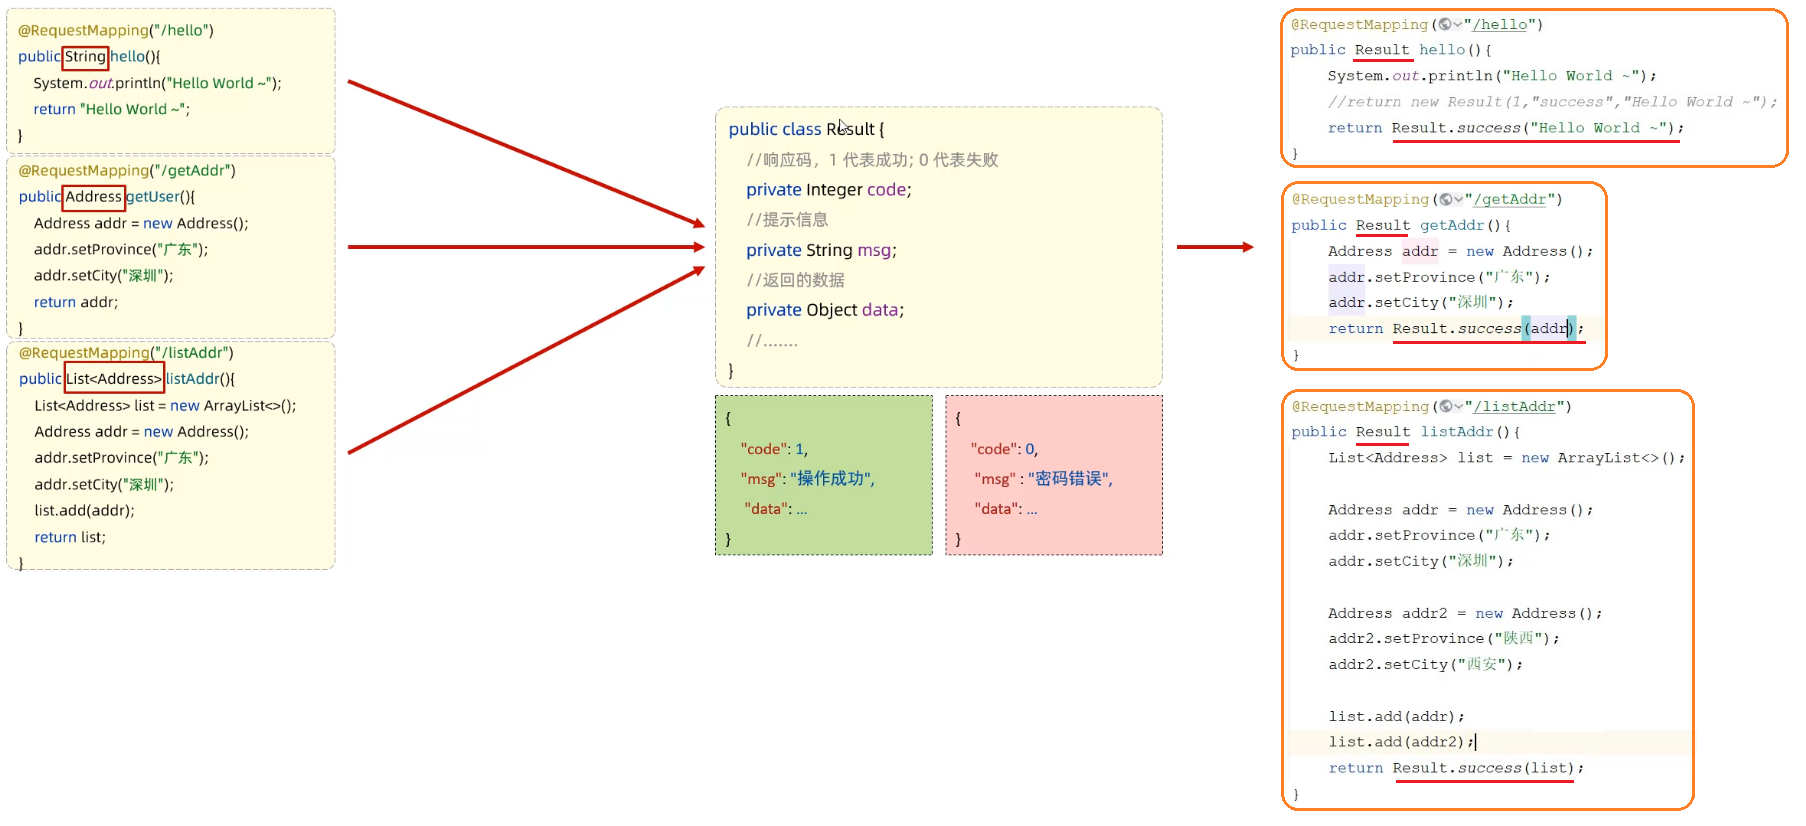 @RequestMapping("/hello")
public String hello(){
System.out.println("Hello World ~");
return "Hello World ~";
}
@RequestMapping("/getAddr")
public Address getUser(){
Address addr = new Address();
addr.setProvince("广东");
addr.setCity("深圳");
return addr;
}
@RequestMapping("/listAddr")
public List<Address> listAddr(){
List<Address> list = new ArrayList<>();
Address addr = new Address();
addr.setProvince("广东");
addr.setCity("深圳");
list.add(addr);
return list;
}
public class Result {
//响应码，1 代表成功; 0 代表失败
private Integer code;
//提示信息
private String msg;
//返回的数据
private Object data;
//.......
}
{
"code": 1,
"msg": "操作成功",
"data": ...
}
{
"code": 0,
"msg" : "密码错误",
"data": ...
}
@RequestMapping("/hello")
public Result hello(){
System.out.println("Hello World ~");
//return new Result(1,"success","Hello World ~");
return Result.success("Hello World ~");
}
@RequestMapping("/getAddr")
public Result getAddr(){
Address addr = new Address();
addr.setProvince("广东");
addr.setCity("深圳");
return Result.success(addr);
}
@RequestMapping("/listAddr")
public Result listAddr(){
List<Address> list = new ArrayList<>();
Address addr = new Address();
addr.setProvince("广东");
addr.setCity("深圳");
Address addr2 = new Address();
addr2.setProvince("陕西");
addr2.setCity("西安");
list.add(addr);
list.add(addr2);
return Result.success(list);
}